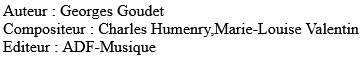 Auteur : Georges Goudet
Compositeur : Charles Humenry,Marie-Louise Valentin
Editeur : ADF-Musique